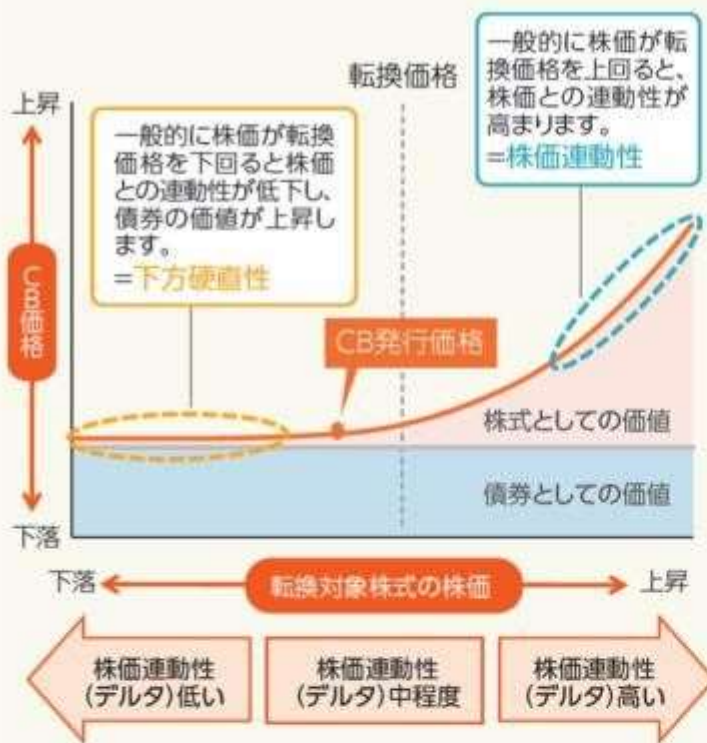 一般的に株価が転
換価格を上回ると、
株価との連動性が
高まります。
=株価連動性
転換価格
上昇
一般的に株価が転換
価格を下回ると株価
との連動性が低下し、
債券の価値が上昇し
ます。
=下方硬直性
CB価格
CB発行価格
株式としての価値
債券としての価値
下落
下落
転換対象株式の株価
上昇
株価連動性
(デルタ)低い
株価連動性
(デルタ)中程度
株価連動性
(デルタ)高い